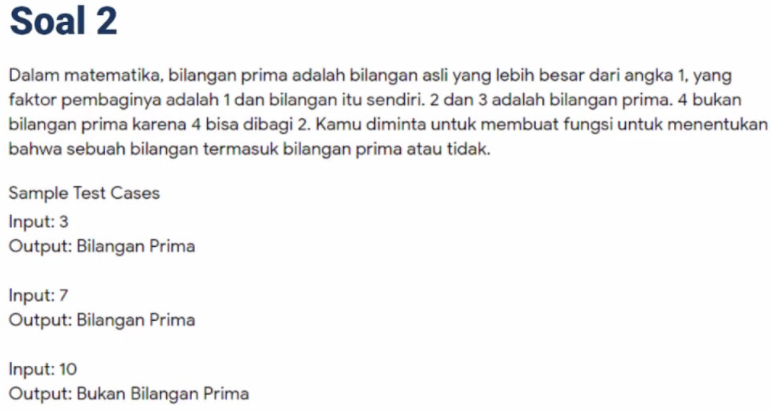 Soal 2
Dalam matematika, bilangan prima adalah bilangan asli yang lebih besar dari angka 1, yang
faktor pembaginya adalah 1 dan bilangan itu sendiri. 2 dan 3 adalah bilangan prima. 4 bukan
bilangan prima karena 4 bisa dibagi 2. Kamu diminta untuk membuat fungsi untuk menentukan
bahwa sebuah bilangan termasuk bilangan prima atau tidak.
Sample Test Cases
Input: 3
Output: Bilangan Prima
Input: 7
Output: Bilangan Prima
Input: 10
Output: Bukan Bilangan Prima